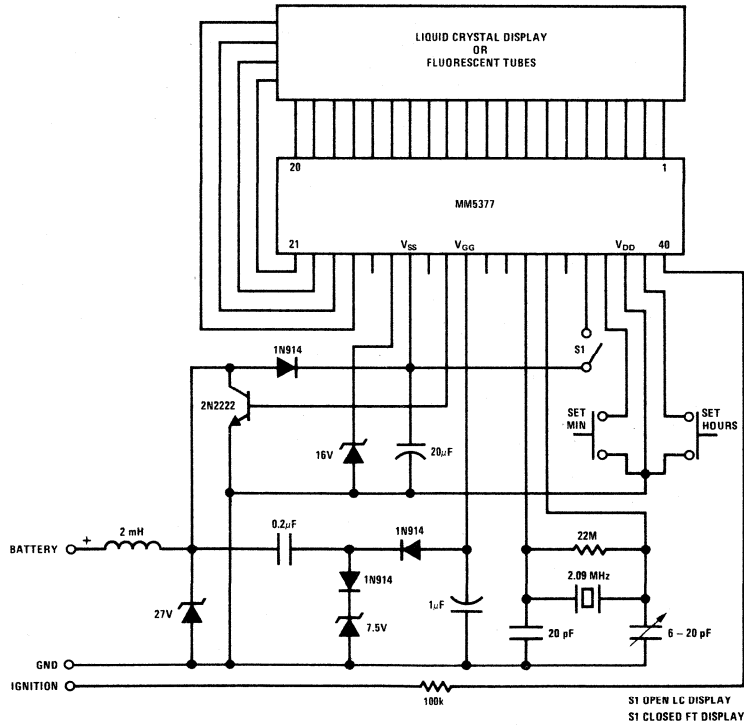 LIQUID CRYSTAL DISPLAY
OR
FLUORESCENT TUBES
20
1
MM5377
21
VSS
VGG
VDD
40
1N914
S1
2N2222
SET
MIN
SET
HOURS
16V
20µF
BATTERY
+
2 mH
0.2µF
1N914
22M
1N914
2.09 MHz
27V
7.5V
1µF
20 pF
6 – 20 pF
GND
IGNITION
100k
S1 OPEN LC DISPLAY
S1 CLOSED FT DISPLAY